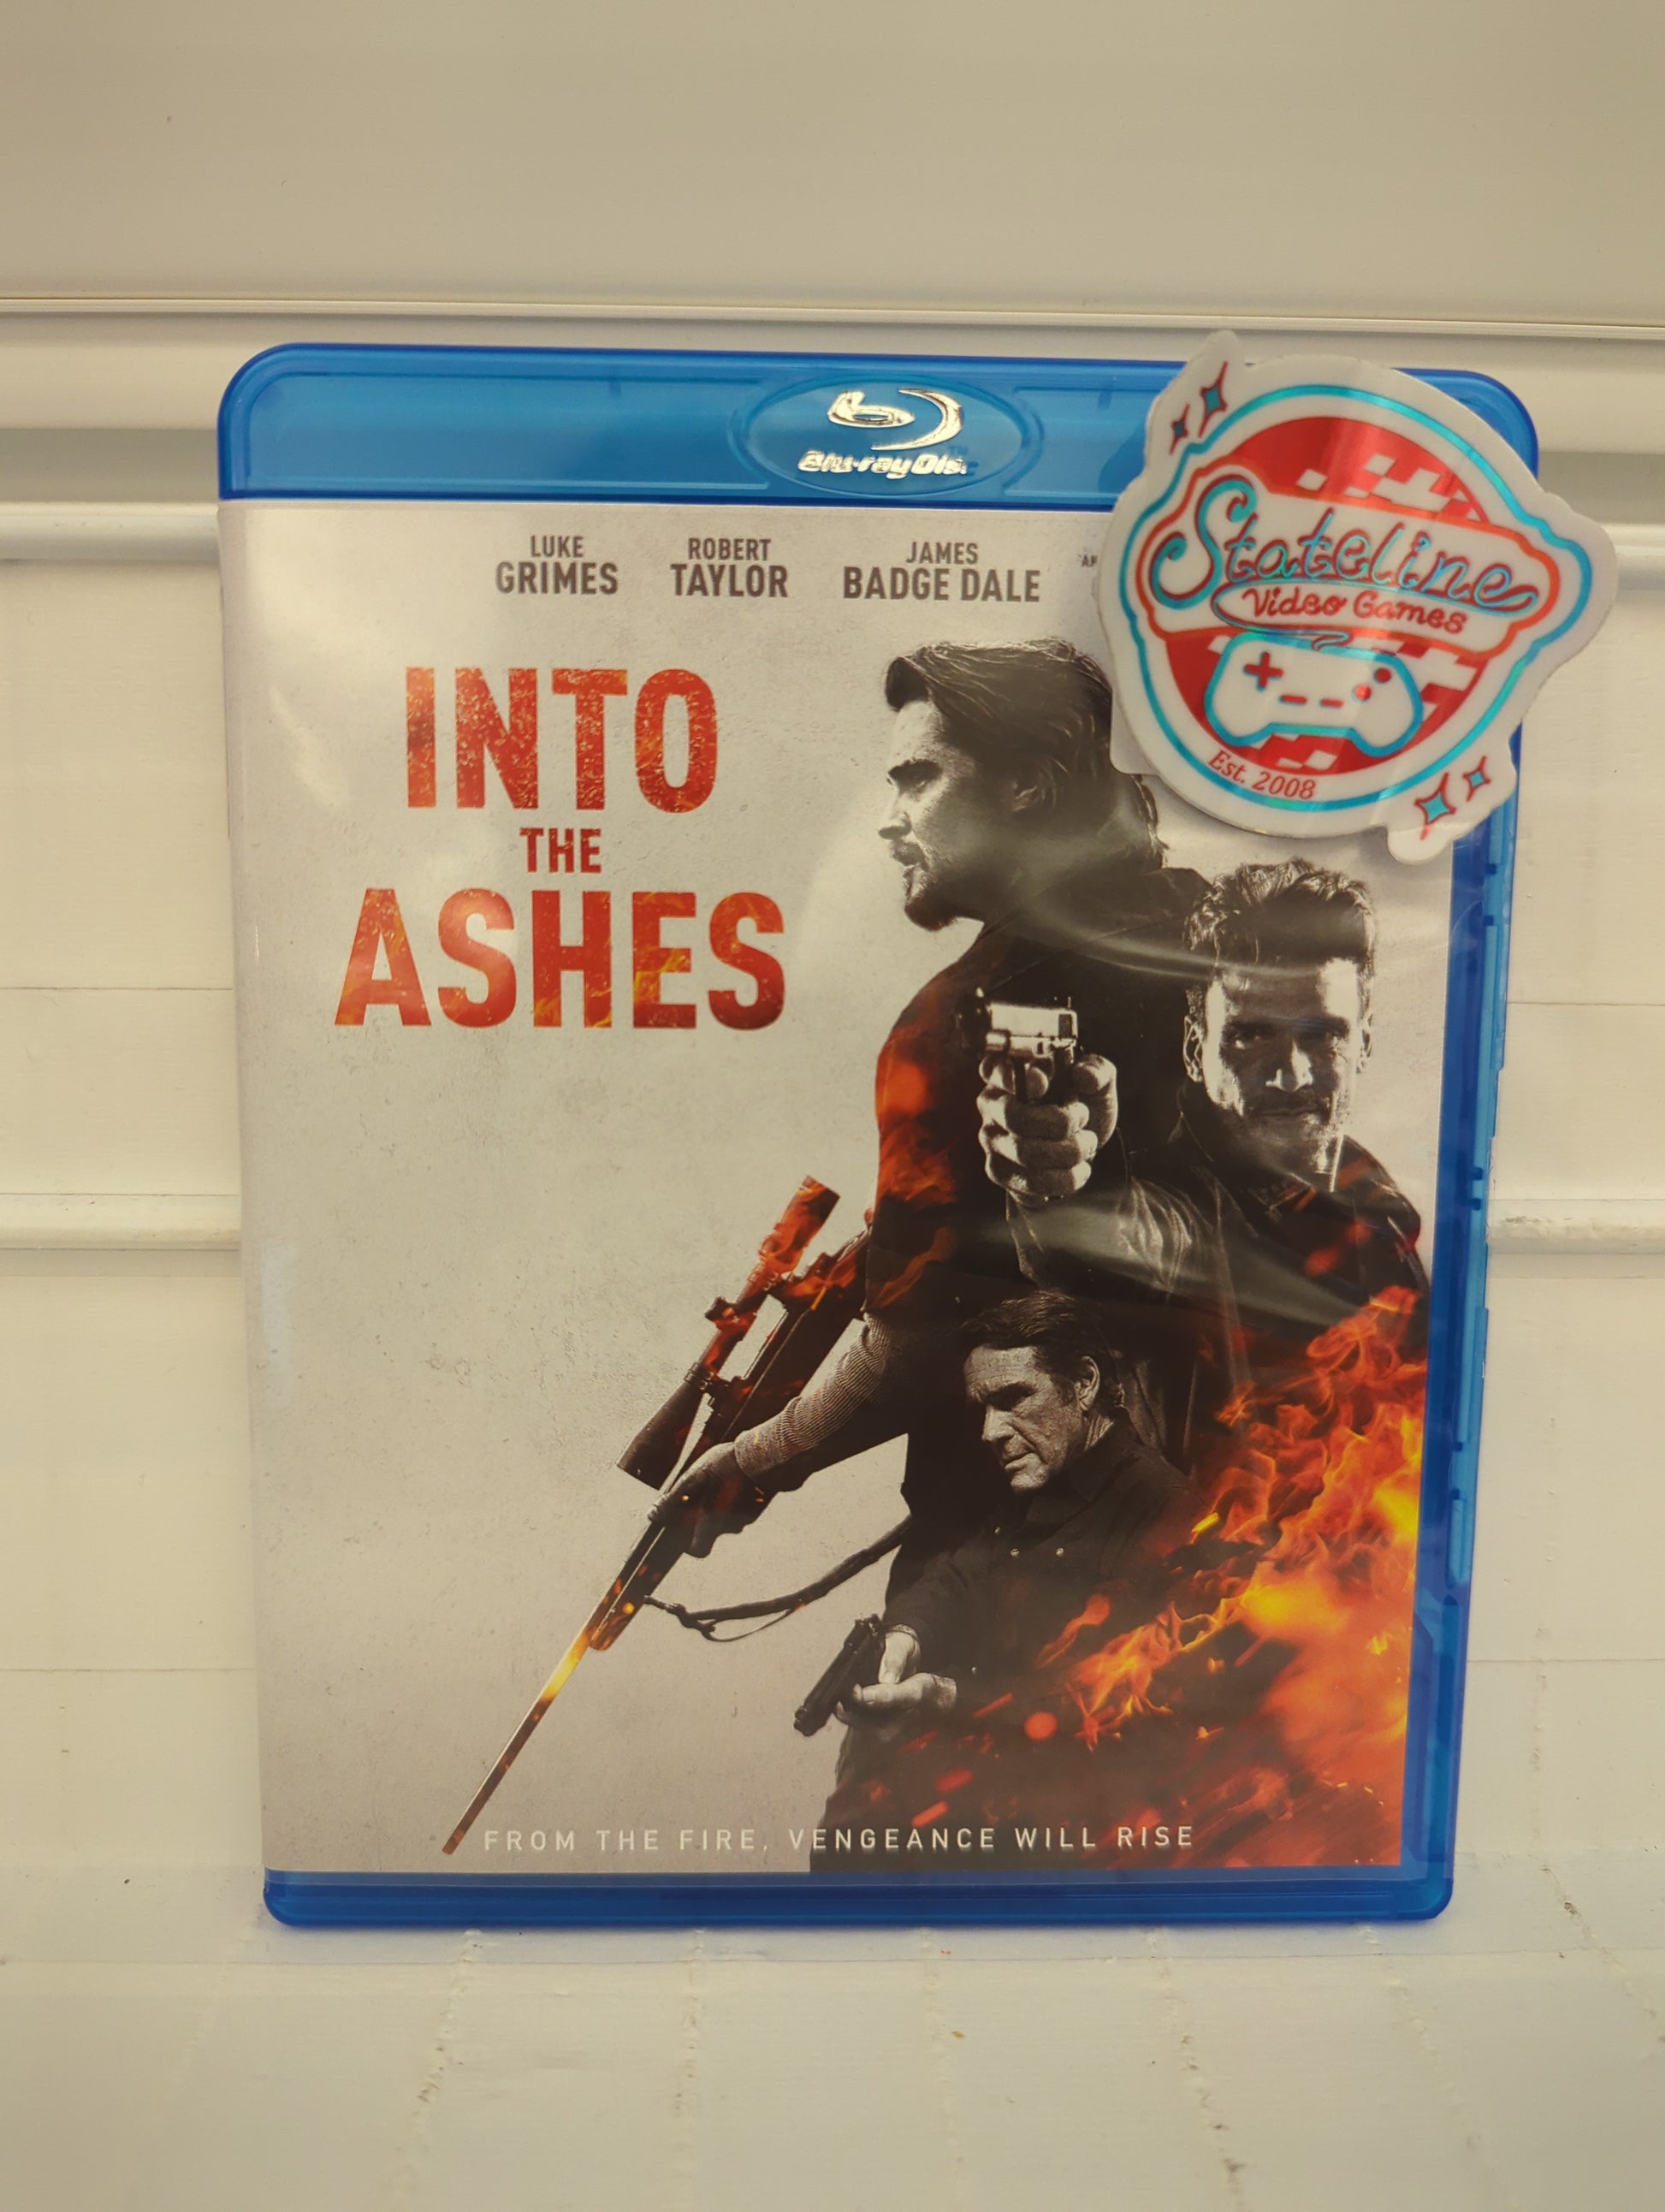 Blu-ray Disc
LUKE
GRIMES
ROBERT
TAYLOR
JAMES
BADGE DALE
INTO
THE
ASHES
Stateline
Video Games
Est. 2008
FROM THE FIRE, VENGEANCE WILL RISE